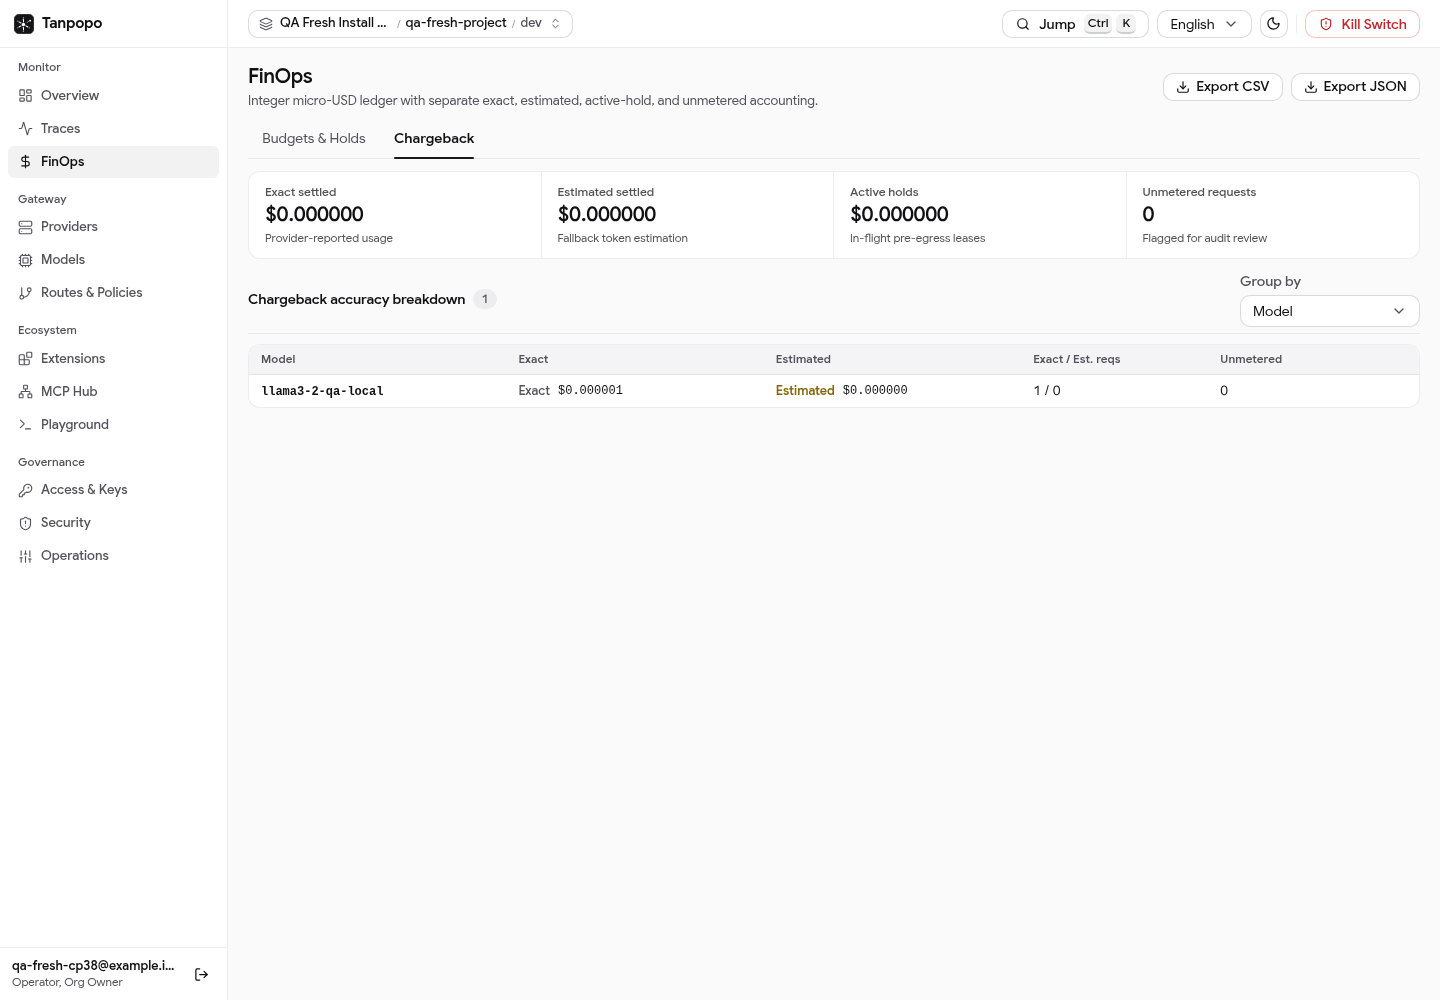 Tanpopo
QA Fresh Install ... / qa-fresh-project / dev
Jump Ctrl K
English
Kill Switch
Monitor
Overview
Traces
FinOps
Gateway
Providers
Models
Routes & Policies
Ecosystem
Extensions
MCP Hub
Playground
Governance
Access & Keys
Security
Operations
qa-fresh-cp38@example.i...
Operator, Org Owner
FinOps
Integer micro-USD ledger with separate exact, estimated, active-hold, and unmetered accounting.
Export CSV
Export JSON
Budgets & Holds
Chargeback
Exact settled
$0.000000
Provider-reported usage
Estimated settled
$0.000000
Fallback token estimation
Active holds
$0.000000
In-flight pre-egress leases
Unmetered requests
0
Flagged for audit review
Chargeback accuracy breakdown 1
Group by
Model
Model Exact Estimated Exact / Est. reqs Unmetered
llama3-2-qa-local Exact $0.000001 Estimated $0.000000 1 / 0 0